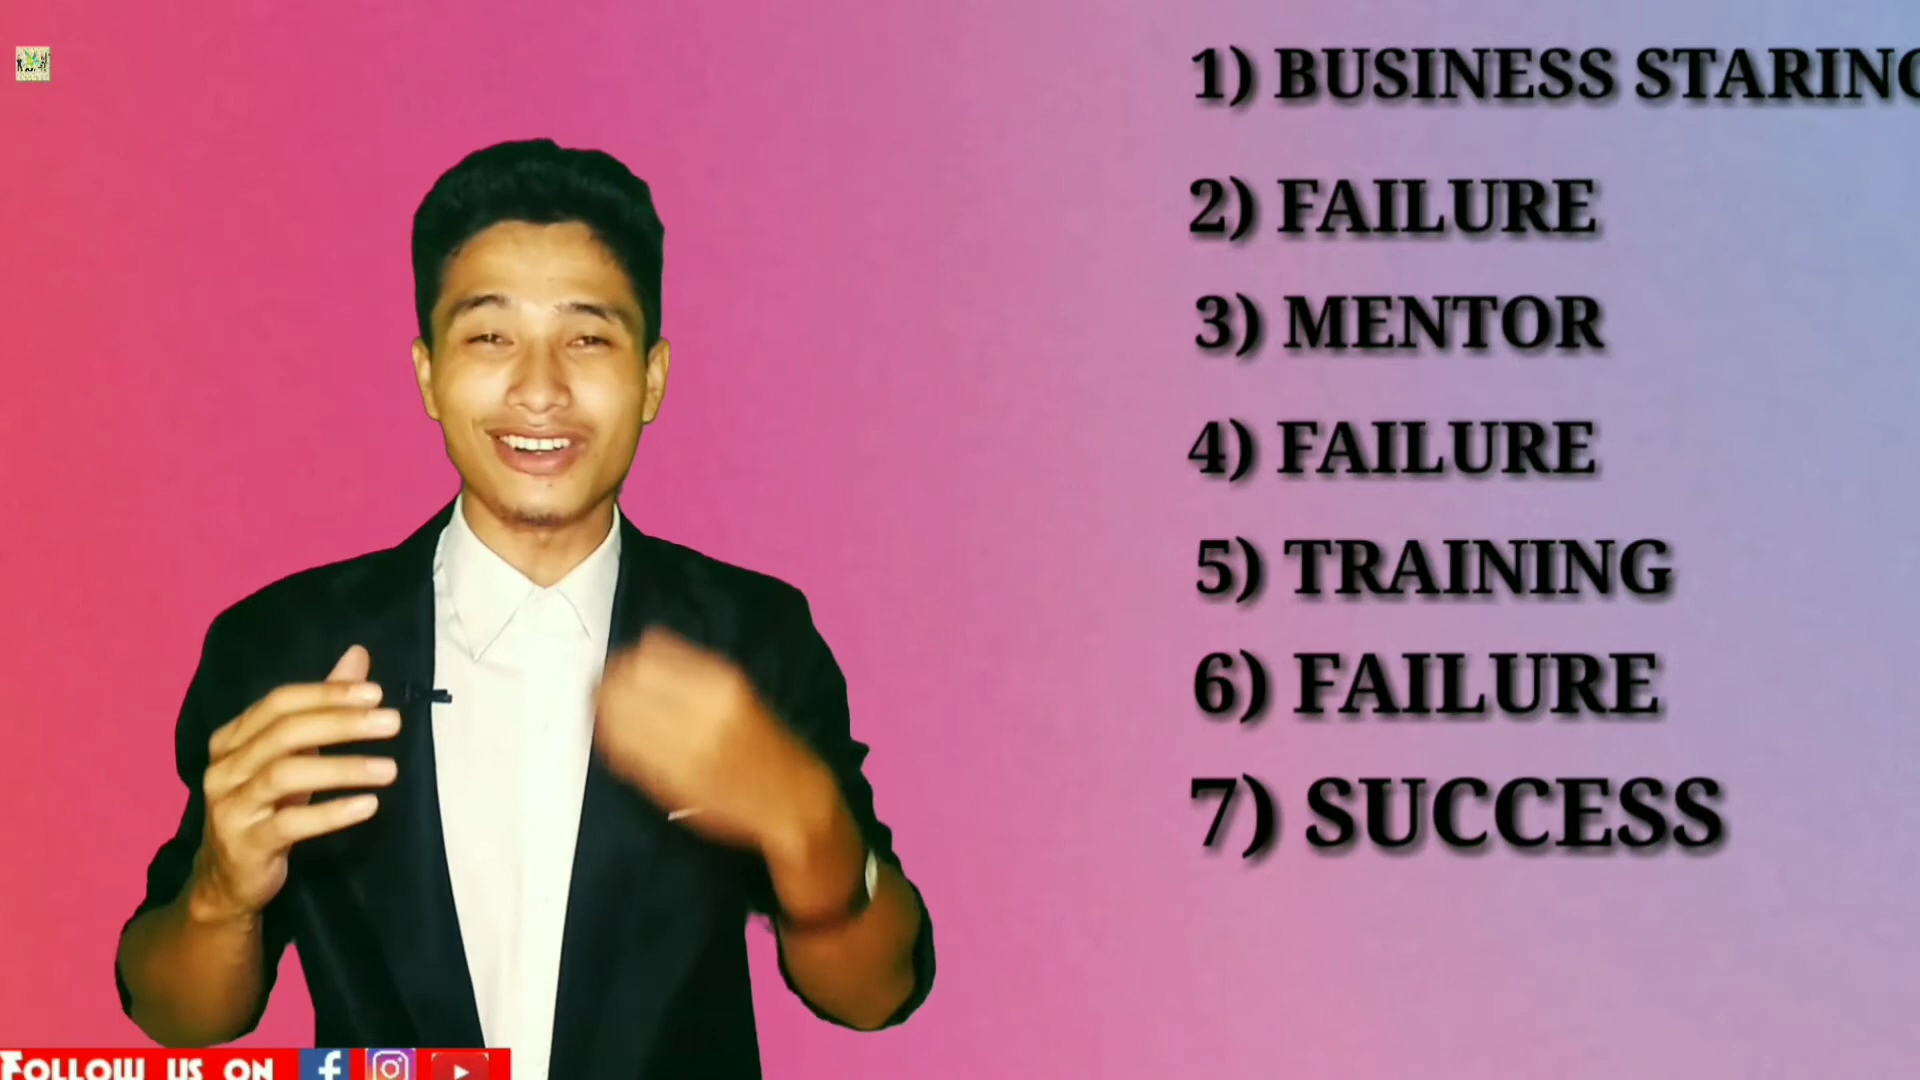 1) BUSINESS STARING
2) FAILURE
3) MENTOR
4) FAILURE
5) TRAINING
6) FAILURE
7) SUCCESS
FOLLOW US ON